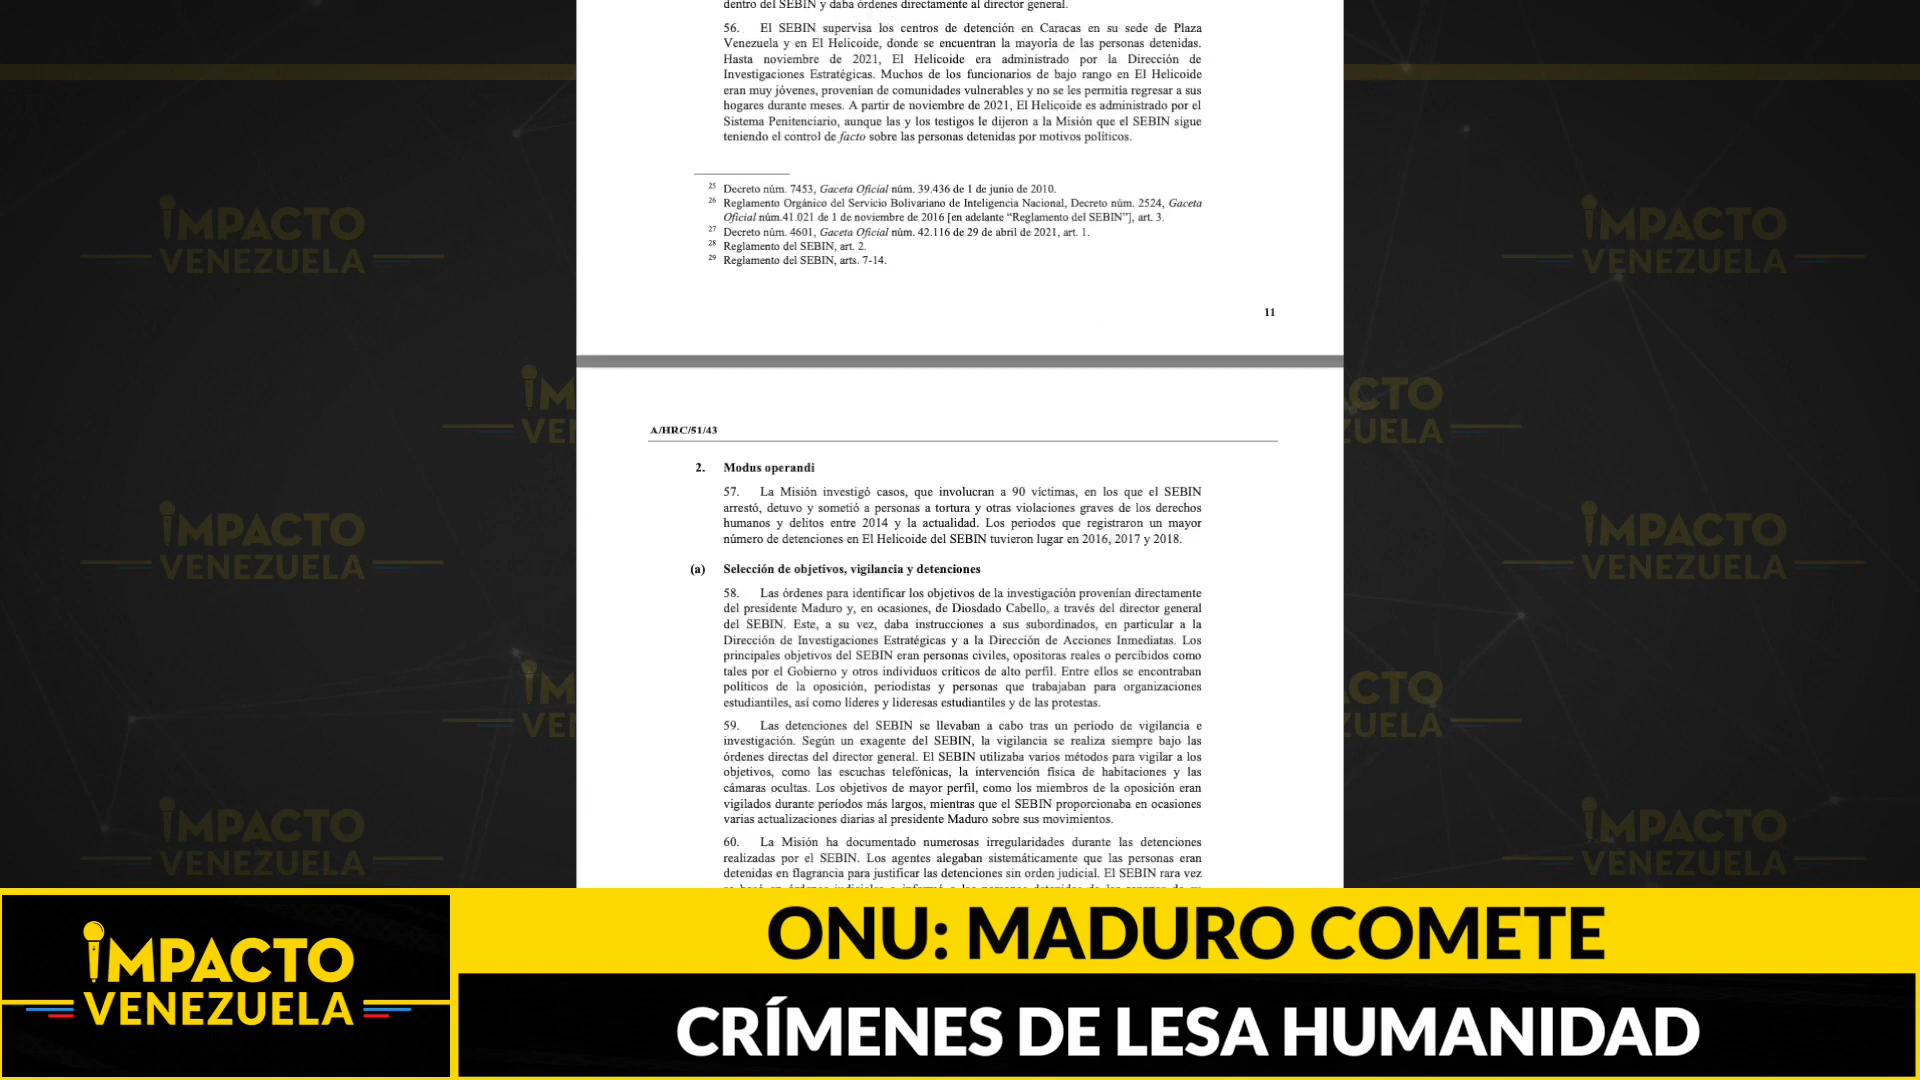 dentro del SEBIN y daba órdenes directamente al director general.
56. El SEBIN supervisa los centros de detención en Caracas en su sede de Plaza
Venezuela y en El Helicoide, donde se encuentran la mayoría de las personas detenidas.
Hasta noviembre de 2021, El Helicoide era administrado por la Dirección de
Investigaciones Estratégicas. Muchos de los funcionarios de bajo rango en El Helicoide
eran muy jóvenes, provenían de comunidades vulnerables y no se les permitía regresar a sus
hogares durante meses. A partir de noviembre de 2021, El Helicoide es administrado por el
Sistema Penitenciario, aunque las y los testigos le dijeron a la Misión que el SEBIN sigue
teniendo el control de facto sobre las personas detenidas por motivos políticos.
25 Decreto núm. 7453, Gaceta Oficial núm. 39.436 de 1 de junio de 2010.
26 Reglamento Orgánico del Servicio Bolivariano de Inteligencia Nacional, Decreto núm. 2524, Gaceta
Oficial núm.41.021 de 1 de noviembre de 2016 [en adelante “Reglamento del SEBIN”], art. 3.
27 Decreto núm. 4601, Gaceta Oficial núm. 42.116 de 29 de abril de 2021, art. 1.
28 Reglamento del SEBIN, art. 2.
29 Reglamento del SEBIN, arts. 7-14.
11
A/HRC/51/43
2. Modus operandi
57. La Misión investigó casos, que involucran a 90 víctimas, en los que el SEBIN
arrestó, detuvo y sometió a personas a tortura y otras violaciones graves de los derechos
humanos y delitos entre 2014 y la actualidad. Los periodos que registraron un mayor
número de detenciones en El Helicoide del SEBIN tuvieron lugar en 2016, 2017 y 2018.
(a) Selección de objetivos, vigilancia y detenciones
58. Las órdenes para identificar los objetivos de la investigación provenían directamente
del presidente Maduro y, en ocasiones, de Diosdado Cabello, a través del director general
del SEBIN. Este, a su vez, daba instrucciones a sus subordinados, en particular a la
Dirección de Investigaciones Estratégicas y a la Dirección de Acciones Inmediatas. Los
principales objetivos del SEBIN eran personas civiles, opositoras reales o percibidos como
tales por el Gobierno y otros individuos críticos de alto perfil. Entre ellos se encontraban
políticos de la oposición, periodistas y personas que trabajaban para organizaciones
estudiantiles, así como líderes y lideresas estudiantiles y de las protestas.
59. Las detenciones del SEBIN se llevaban a cabo tras un período de vigilancia e
investigación. Según un exagente del SEBIN, la vigilancia se realiza siempre bajo las
órdenes directas del director general. El SEBIN utilizaba varios métodos para vigilar a los
objetivos, como las escuchas telefónicas, la intervención física de habitaciones y las
cámaras ocultas. Los objetivos de mayor perfil, como los miembros de la oposición eran
vigilados durante períodos más largos, mientras que el SEBIN proporcionaba en ocasiones
varias actualizaciones diarias al presidente Maduro sobre sus movimientos.
60. La Misión ha documentado numerosas irregularidades durante las detenciones
realizadas por el SEBIN. Los agentes alegaban sistemáticamente que las personas eran
detenidas en flagrancia para justificar las detenciones sin orden judicial. El SEBIN rara vez
IMPACTO
VENEZUELA
ONU: MADURO COMETE
CRÍMENES DE LESA HUMANIDAD